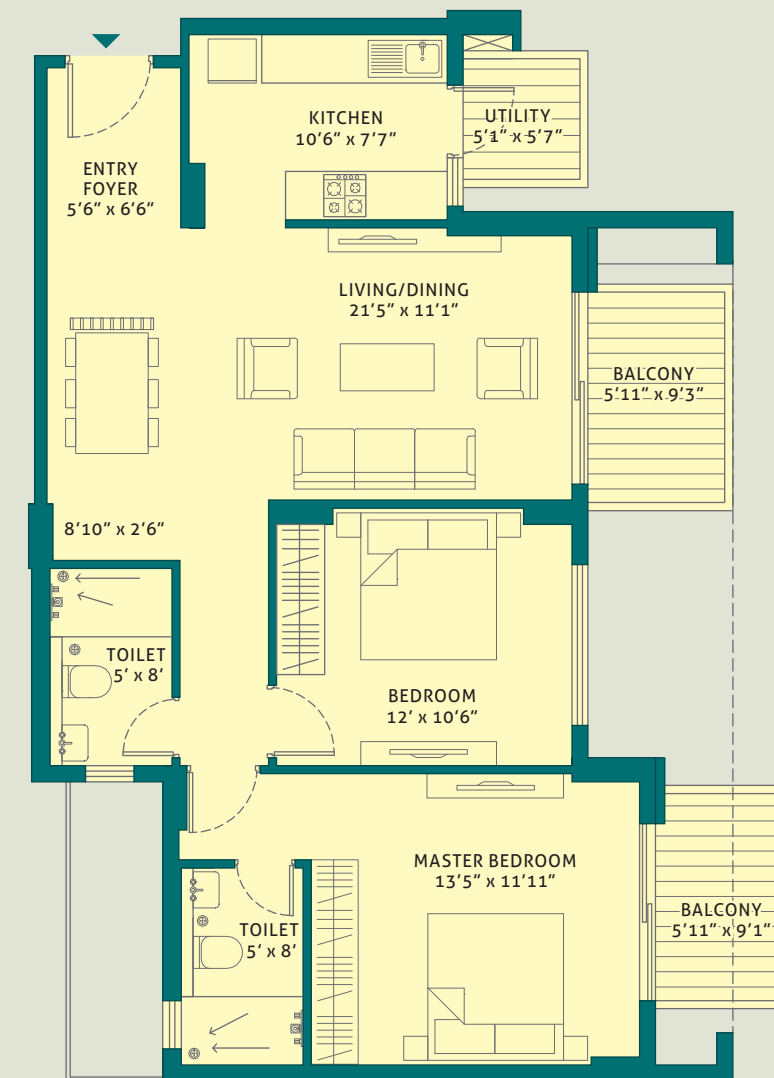 KITCHEN
10'6" x 7'7"
UTILITY
5'1" x 5'7"
ENTRY
FOYER
5'6" x 6'6"
LIVING/DINING
21'5" x 11'1"
BALCONY
5'11" x 9'3"
8'10" x 2'6"
TOILET
5' x 8'
BEDROOM
12' x 10'6"
MASTER BEDROOM
13'5" x 11'11"
TOILET
5' x 8'
BALCONY
5'11" x 9'1"